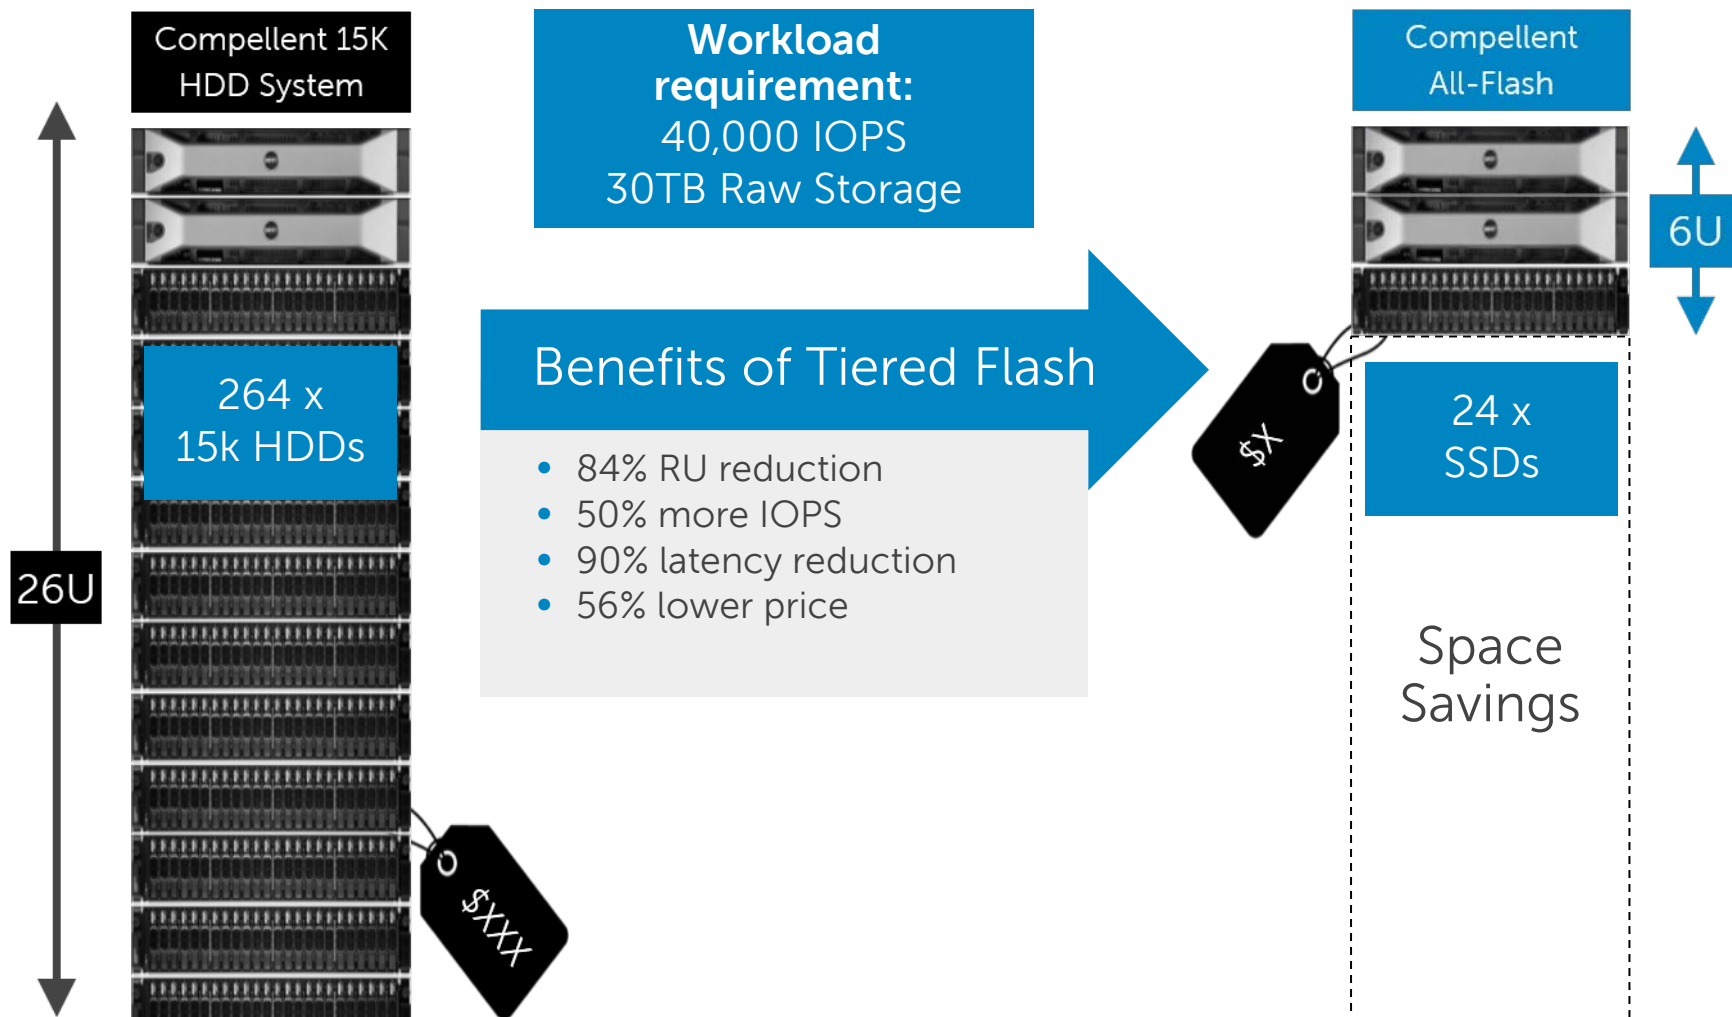 Compellent 15K
HDD System
Workload
requirement:
40,000 IOPS
30TB Raw Storage
Compellent
All-Flash
6U
Benefits of Tiered Flash
264 x
15k HDDs
• 84% RU reduction
• 50% more IOPS
• 90% latency reduction
• 56% lower price
$X
24 x
SSDs
26U
Space
Savings
$XXX